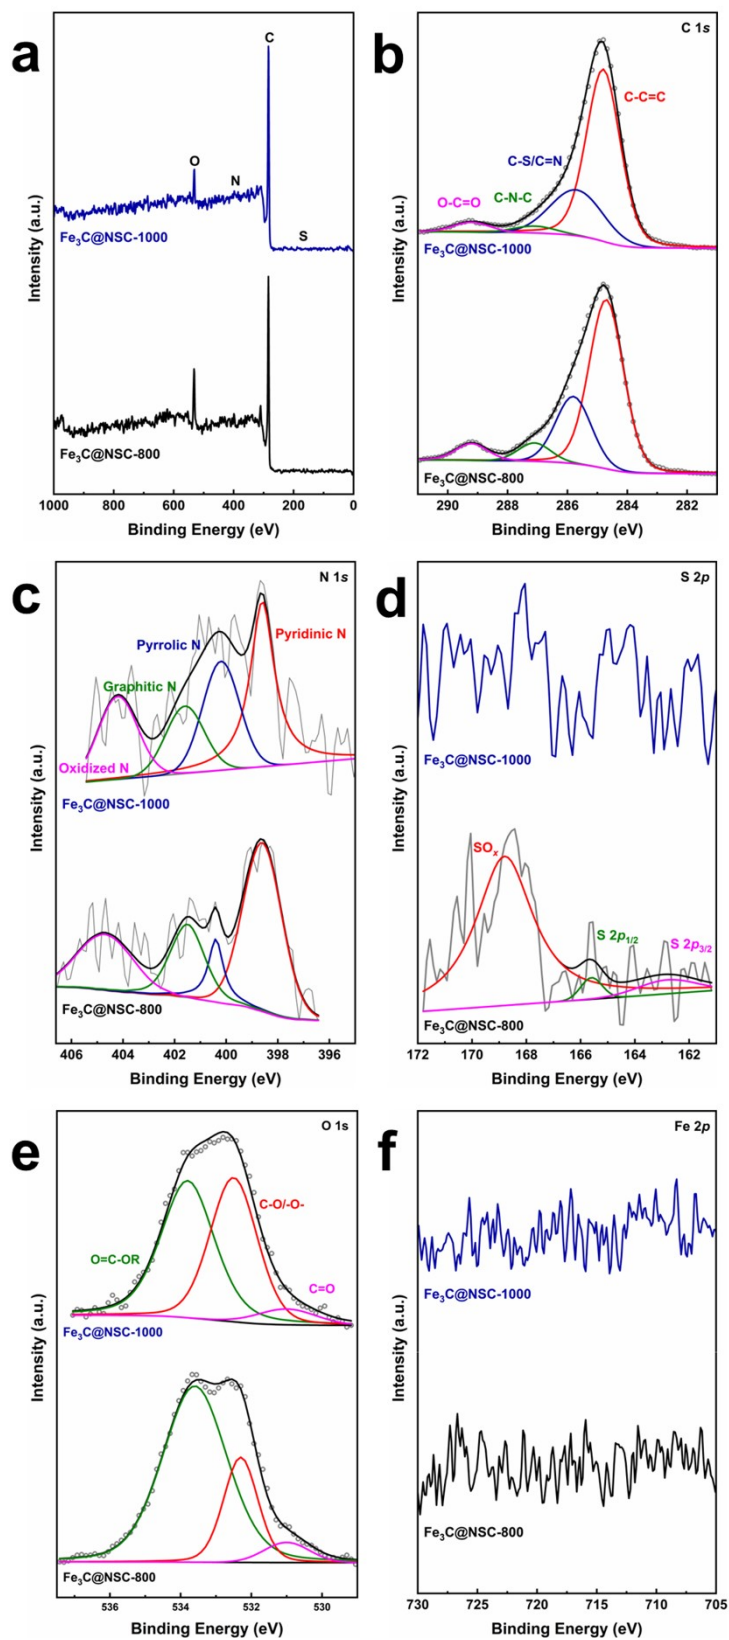 a
C
O
N
S
Fe₃C@NSC-1000
Fe₃C@NSC-800
Intensity (a.u.)
1000 800 600 400 200 0
Binding Energy (eV)
b
C 1s
C-C=C
C-S/C=N
C-N-C
O-C=O
Fe₃C@NSC-1000
Fe₃C@NSC-800
Intensity (a.u.)
290 288 286 284 282
Binding Energy (eV)
c
N 1s
Pyridinic N
Pyrrolic N
Graphitic N
Oxidized N
Fe₃C@NSC-1000
Fe₃C@NSC-800
Intensity (a.u.)
406 404 402 400 398 396
Binding Energy (eV)
d
S 2p
Fe₃C@NSC-1000
SOₓ
S 2p1/2
S 2p3/2
Fe₃C@NSC-800
Intensity (a.u.)
172 170 168 166 164 162
Binding Energy (eV)
e
O 1s
C-O/-O-
O=C-OR
C=O
Fe₃C@NSC-1000
Fe₃C@NSC-800
Intensity (a.u.)
536 534 532 530
Binding Energy (eV)
f
Fe 2p
Fe₃C@NSC-1000
Fe₃C@NSC-800
Intensity (a.u.)
730 725 720 715 710 705
Binding Energy (eV)